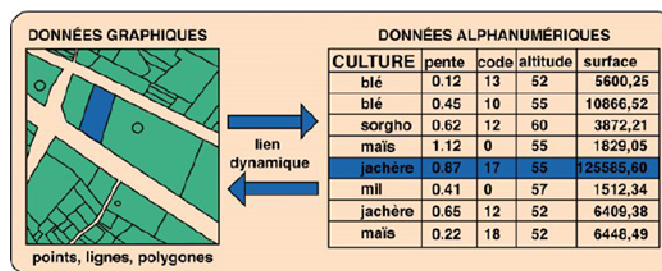 DONNÉES GRAPHIQUES
points, lignes, polygones
lien
dynamique
DONNÉES ALPHANUMÉRIQUES
CULTURE pente code altitude surface
blé 0.12 13 52 5600,25
blé 0.45 10 55 10866,52
sorgho 0.62 12 60 3872,21
maïs 1.12 0 55 1829,05
jachère 0.87 17 55 125585,60
mil 0.41 0 57 1512,34
jachère 0.65 12 52 6409,38
maïs 0.22 18 52 6448,49